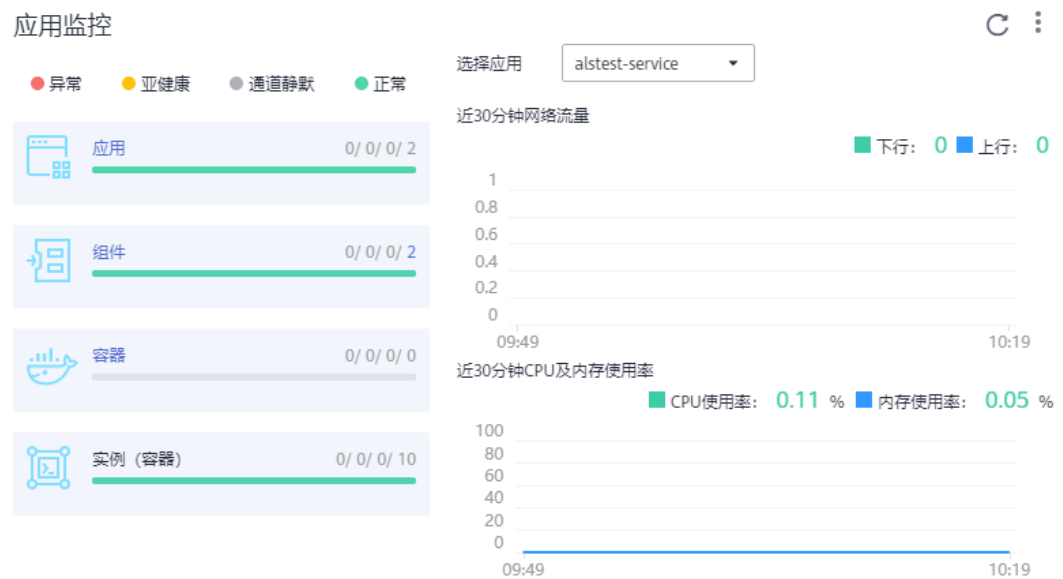 应用监控
异常 亚健康 通道静默 正常
应用 0/ 0/ 0/ 2
组件 0/ 0/ 0/ 2
容器 0/ 0/ 0/ 0
实例（容器） 0/ 0/ 0/ 10
选择应用 alstest-service
近30分钟网络流量
下行： 0 上行： 0
1
0.8
0.6
0.4
0.2
0
09:49 10:19
近30分钟CPU及内存使用率
CPU使用率： 0.11 % 内存使用率： 0.05 %
100
80
60
40
20
0
09:49 10:19